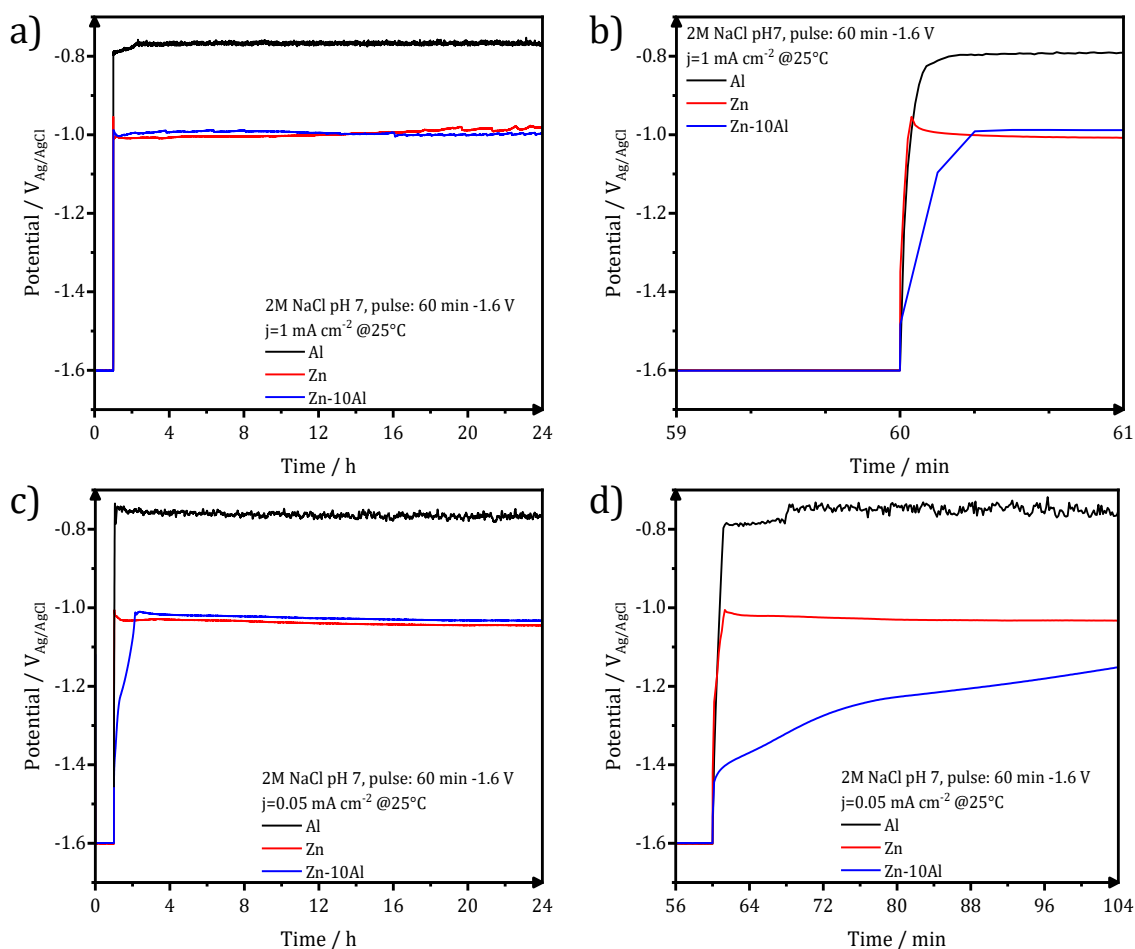 a)
Potential / V_Ag/AgCl
-0.8
-1.0
-1.2
-1.4
-1.6
2M NaCl pH 7, pulse: 60 min -1.6 V
j=1 mA cm⁻² @25°C
Al
Zn
Zn-10Al
0 4 8 12 16 20 24
Time / h
b)
Potential / V_Ag/AgCl
-0.8
-1.0
-1.2
-1.4
-1.6
2M NaCl pH7, pulse: 60 min -1.6 V
j=1 mA cm⁻² @25°C
Al
Zn
Zn-10Al
59 60 61
Time / min
c)
Potential / V_Ag/AgCl
-0.8
-1.0
-1.2
-1.4
-1.6
2M NaCl pH 7, pulse: 60 min -1.6 V
j=0.05 mA cm⁻² @25°C
Al
Zn
Zn-10Al
0 4 8 12 16 20 24
Time / h
d)
Potential / V_Ag/AgCl
-0.8
-1.0
-1.2
-1.4
-1.6
2M NaCl pH 7, pulse: 60 min -1.6 V
j=0.05 mA cm⁻² @25°C
Al
Zn
Zn-10Al
56 64 72 80 88 96 104
Time / min